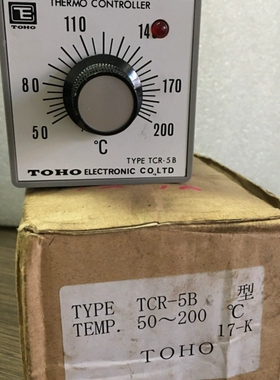 THERMO CONTROLLER
TOHO
110
14
80
170
50
200
°C
TYPE TCR-5B
TOHO ELECTRONIC CO.,LTD
TYPE TCR-5B 型
TEMP. 50～200 ℃
17-K
TOHO